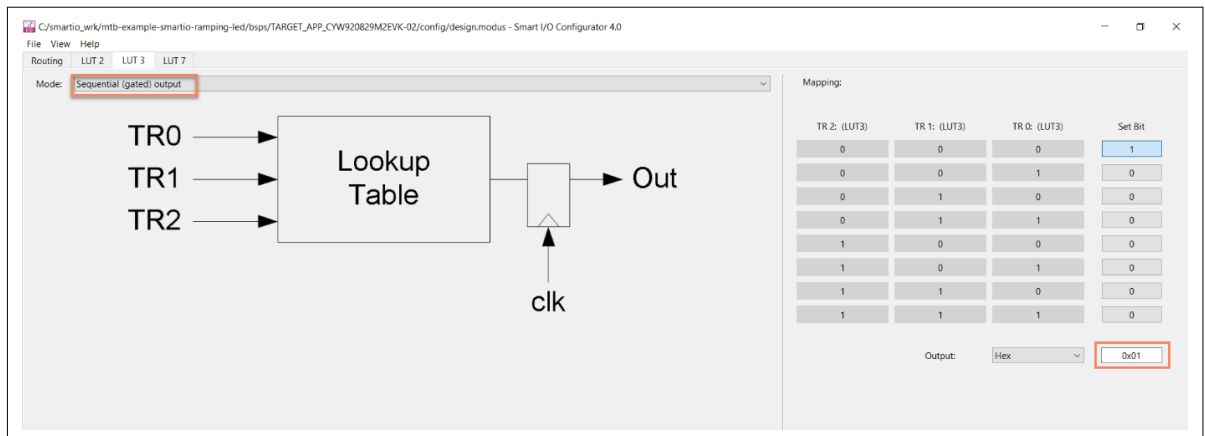 C:/smartio_wrk/mtb-example-smartio-ramping-led/bsps/TARGET_APP_CYW920829M2EVK-02/config/design.modus - Smart I/O Configurator 4.0
File View Help
Routing LUT 2 LUT 3 LUT 7
Mode: Sequential (gated) output
TR0
TR1
TR2
Lookup
Table
Out
clk
Mapping:
TR 2: (LUT3) TR 1: (LUT3) TR 0: (LUT3) Set Bit
0 0 0 1
0 0 1 0
0 1 0 0
0 1 1 0
1 0 0 0
1 0 1 0
1 1 0 0
1 1 1 0
Output: Hex 0x01